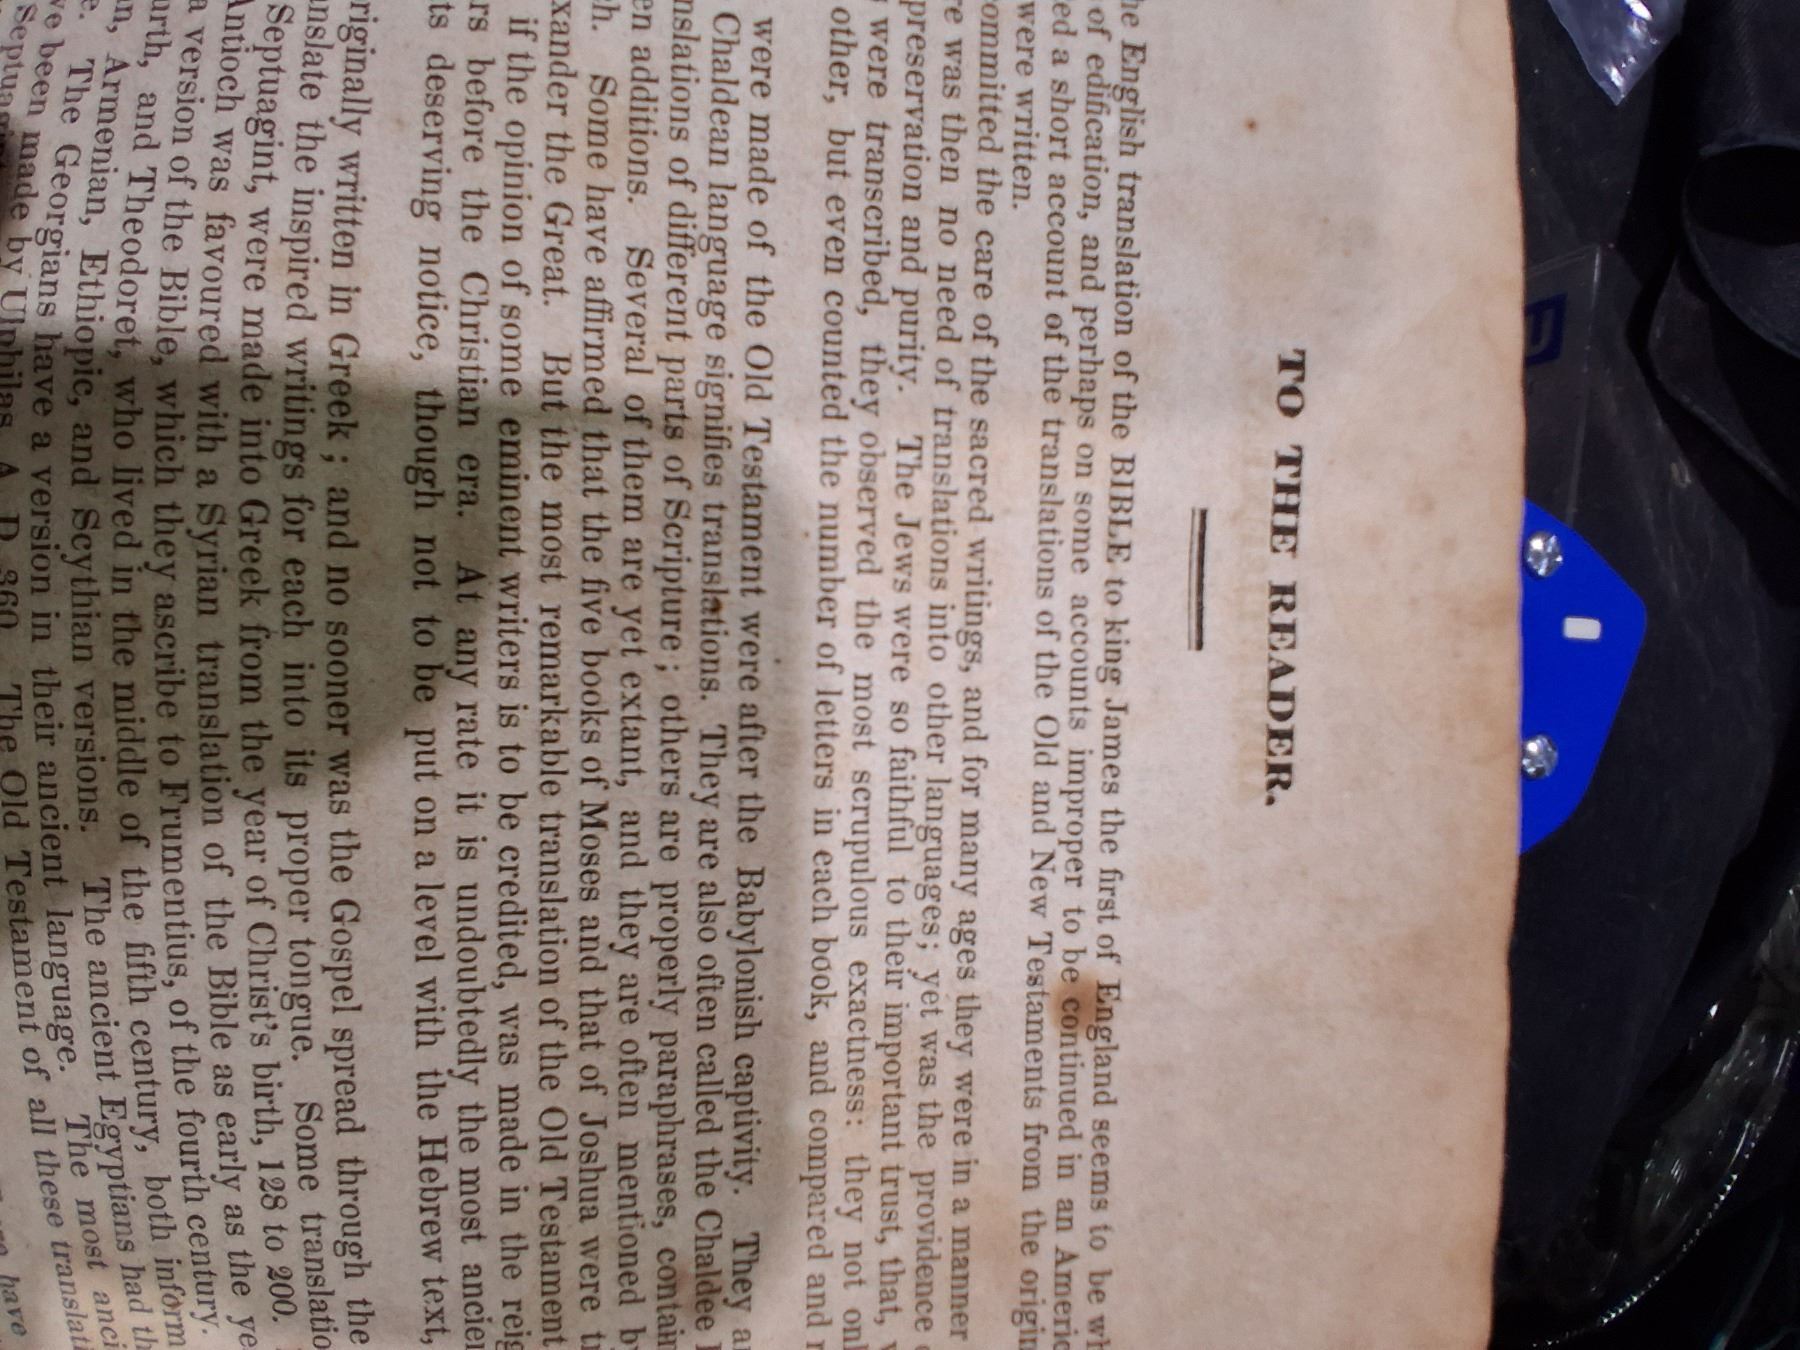 TO THE READER.
he English translation of the BIBLE to king James the first of England seems to be
of edification, and perhaps on some accounts improper to be continued in an
ed a short account of the translations of the Old and New Testaments from the
were written.
ommitted the care of the sacred writings, and for many ages they were in a manner
re was then no need of translations into other languages; yet was the providence
preservation and purity. The Jews were so faithful to their important trust, that,
were transcribed, they observed the most scrupulous exactness: they not
other, but even counted the number of letters in each book, and compared and
were made of the Old Testament were after the Babylonish captivity. They
Chaldean language signifies translations. They are also often called the Chaldee
nslations of different parts of Scripture; others are properly paraphrases,
en additions. Several of them are yet extant, and they are often mentioned
ch. Some have affirmed that the five books of Moses and that of Joshua were
xander the Great. But the most remarkable translation of the Old Testament
if the opinion of some eminent writers is to be credited, was made in the
rs before the Christian era. At any rate it is undoubtedly the most
ts deserving notice, though not to be put on a level with the Hebrew text,
riginally written in Greek; and no sooner was the Gospel spread through the
anslate the inspired writings for each into its proper tongue. Some
Septuagint, were made into Greek from the year of Christ's birth, 128 to 200.
Antioch was favoured with a Syrian translation of the Bible as early as the
a version of the Bible, which they ascribe to Frumentius, of the fourth century.
urth, and Theodoret, who lived in the middle of the fifth century, both inform
n, Armenian, Ethiopic, and Scythian versions. The ancient Egyptians had
e. The Georgians have a version in their ancient language. The most
ve been made by Ulphilas, A. D. 360. The Old Testament of all these
have